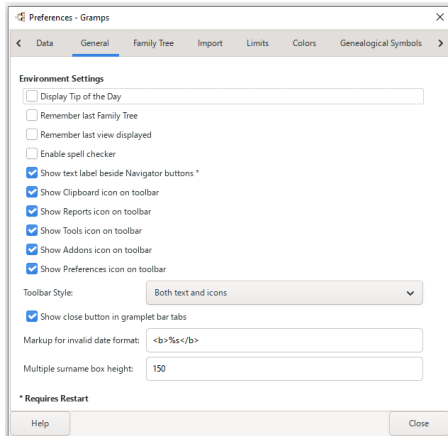 Preferences - Gramps
Data General Family Tree Import Limits Colors Genealogical Symbols
Environment Settings
Display Tip of the Day
Remember last Family Tree
Remember last view displayed
Enable spell checker
Show text label beside Navigator buttons *
Show Clipboard icon on toolbar
Show Reports icon on toolbar
Show Tools icon on toolbar
Show Addons icon on toolbar
Show Preferences icon on toolbar
Toolbar Style: Both text and icons
Show close button in gramplet bar tabs
Markup for invalid date format: <b>%s</b>
Multiple surname box height: 150
* Requires Restart
Help Close